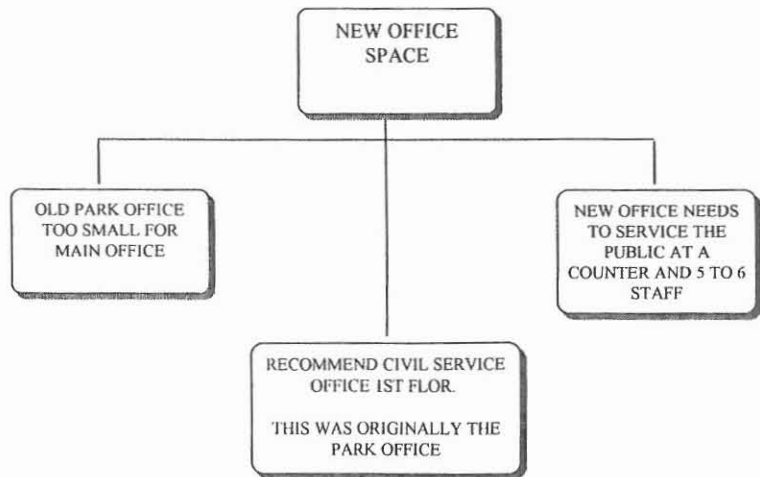 NEW OFFICE
SPACE
OLD PARK OFFICE
TOO SMALL FOR
MAIN OFFICE
NEW OFFICE NEEDS
TO SERVICE THE
PUBLIC AT A
COUNTER AND 5 TO 6
STAFF
RECOMMEND CIVIL SERVICE
OFFICE 1ST FLOR.
THIS WAS ORIGINALLY THE
PARK OFFICE